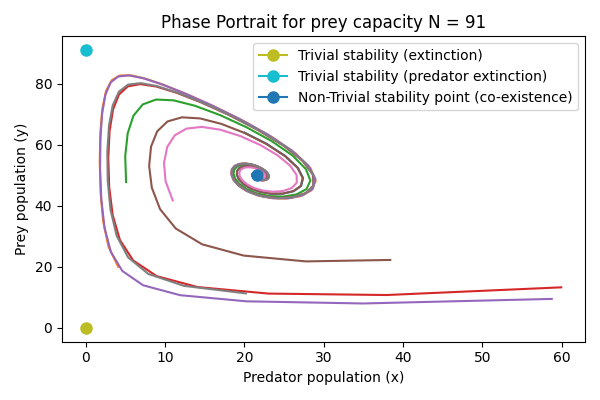 Phase Portrait for prey capacity N = 91
Trivial stability (extinction)
Trivial stability (predator extinction)
Non-Trivial stability point (co-existence)
Prey population (y)
80
60
40
20
0
0 10 20 30 40 50 60
Predator population (x)